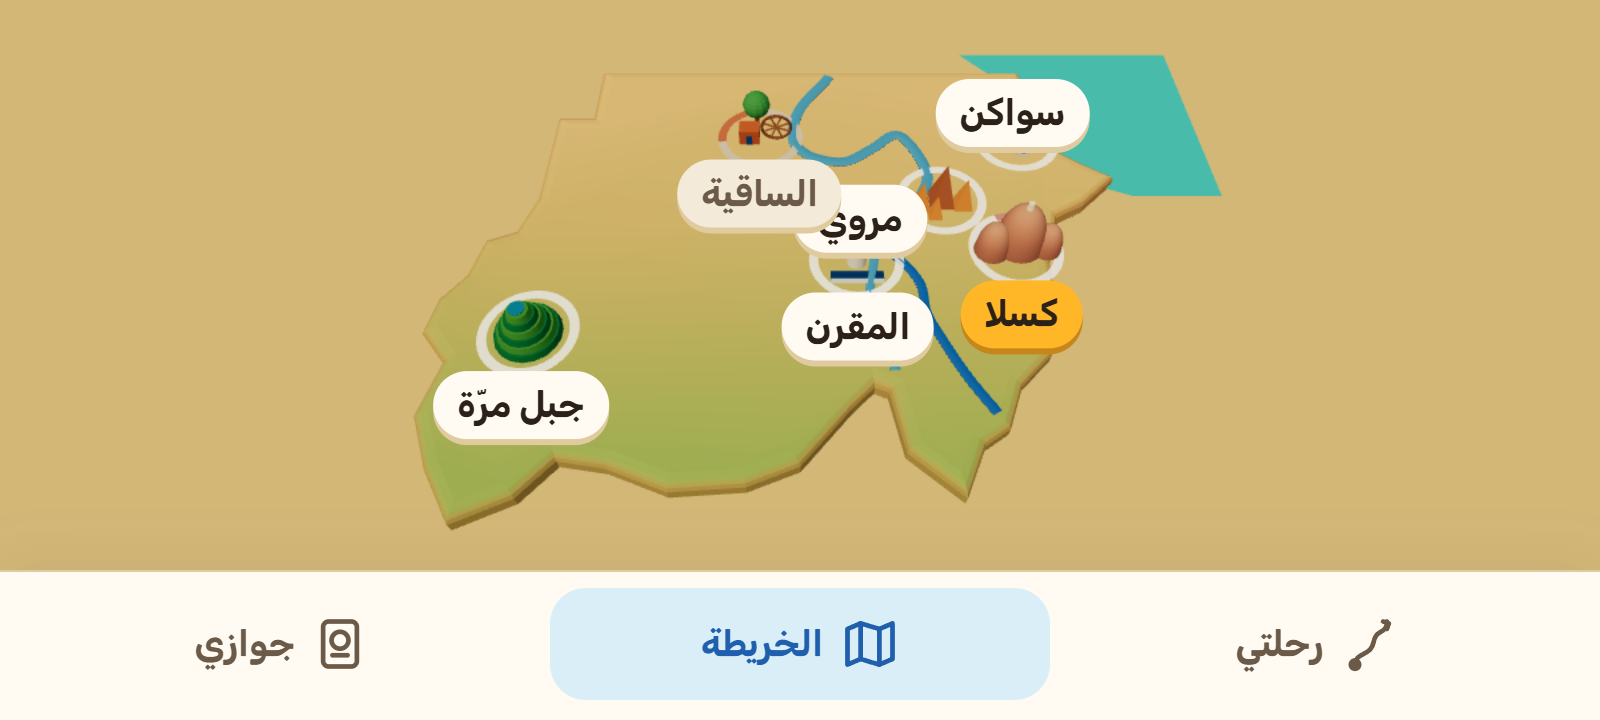 سواكن
الساقية
مروي
كسلا
المقرن
جبل مرّة
رحلتي
الخريطة
جوازي